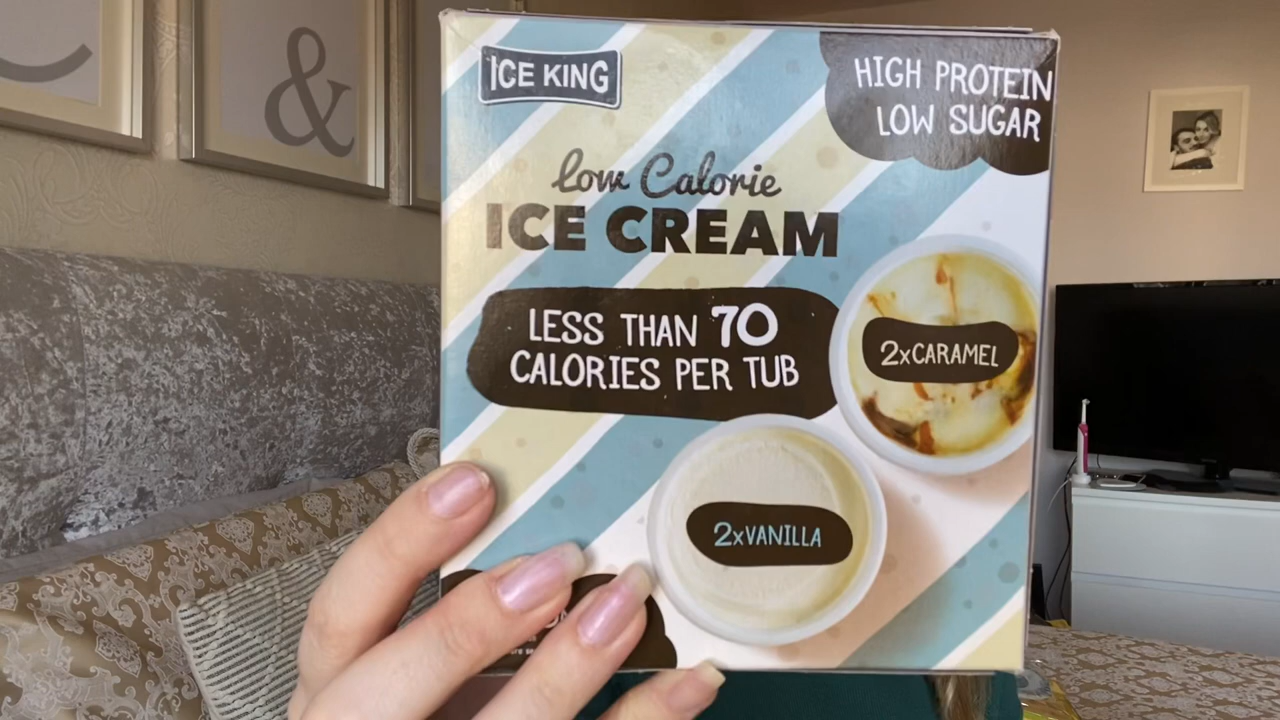 &
ICE KING
HIGH PROTEIN
LOW SUGAR
low Calorie
ICE CREAM
LESS THAN 70
CALORIES PER TUB
2xCARAMEL
2xVANILLA